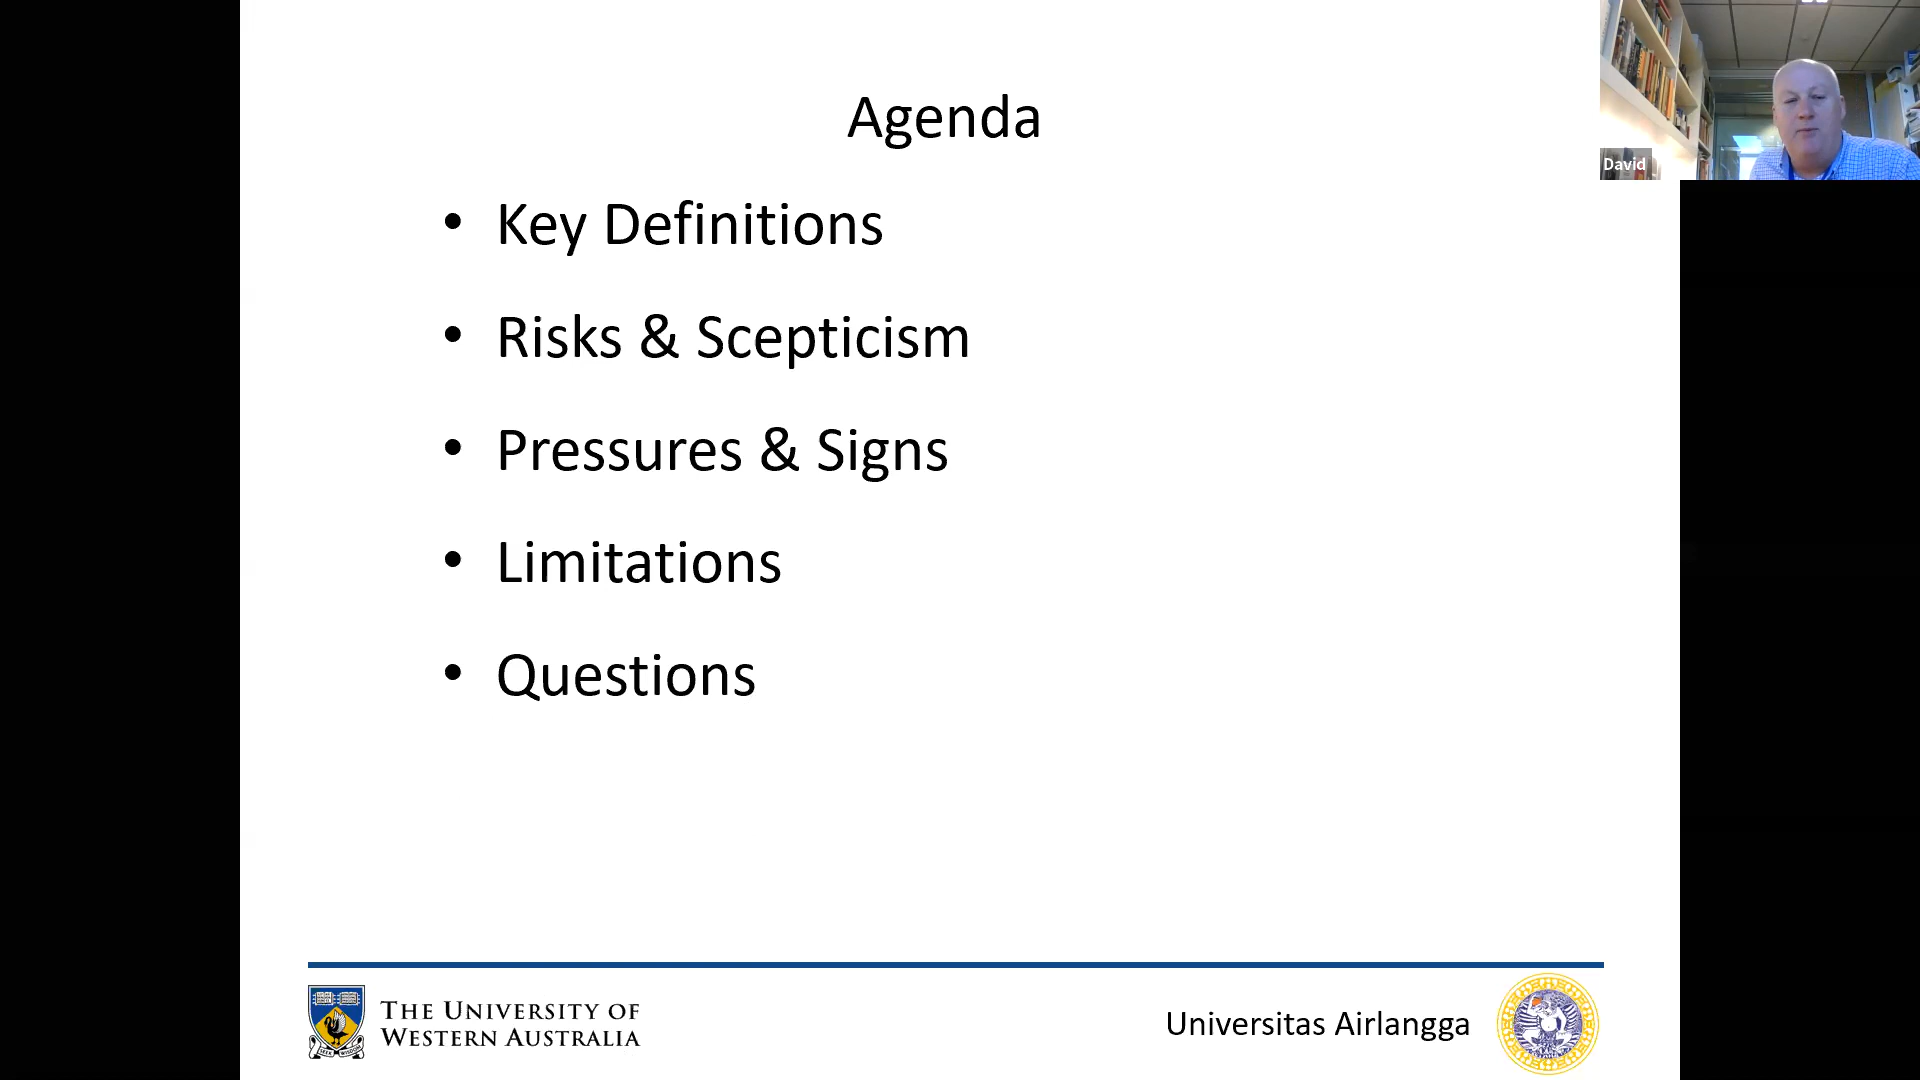 Agenda
David
• Key Definitions
• Risks & Scepticism
• Pressures & Signs
• Limitations
• Questions
THE UNIVERSITY OF
WESTERN AUSTRALIA
Universitas Airlangga